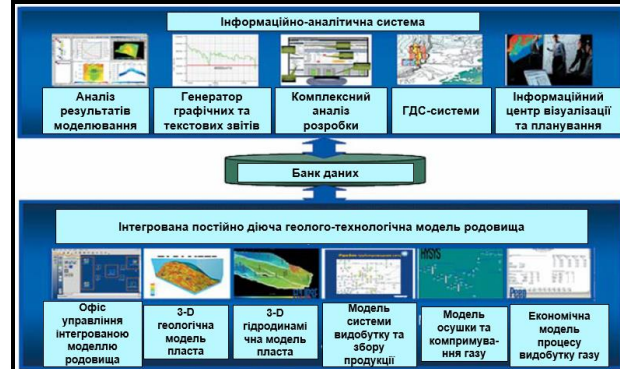 Інформаційно-аналітична система
Аналіз
результатів
моделювання
Генератор
графічних та
текстових звітів
Комплексний
аналіз
розробки
ГДС-системи
Інформаційний
центр візуалізації
та планування
Банк даних
Інтегрована постійно діюча геолого-технологічна модель родовища
HYSYS
Офіс
управління
інтегрованою
моделлю
родовища
3-D
геологічна
модель
пласта
3-D
гідродинамі
чна модель
пласта
Модель
системи
видобутку та
збору
продукції
Модель
осушки та
компримува-
ння газу
Економічна
модель
процесу
видобутку газу